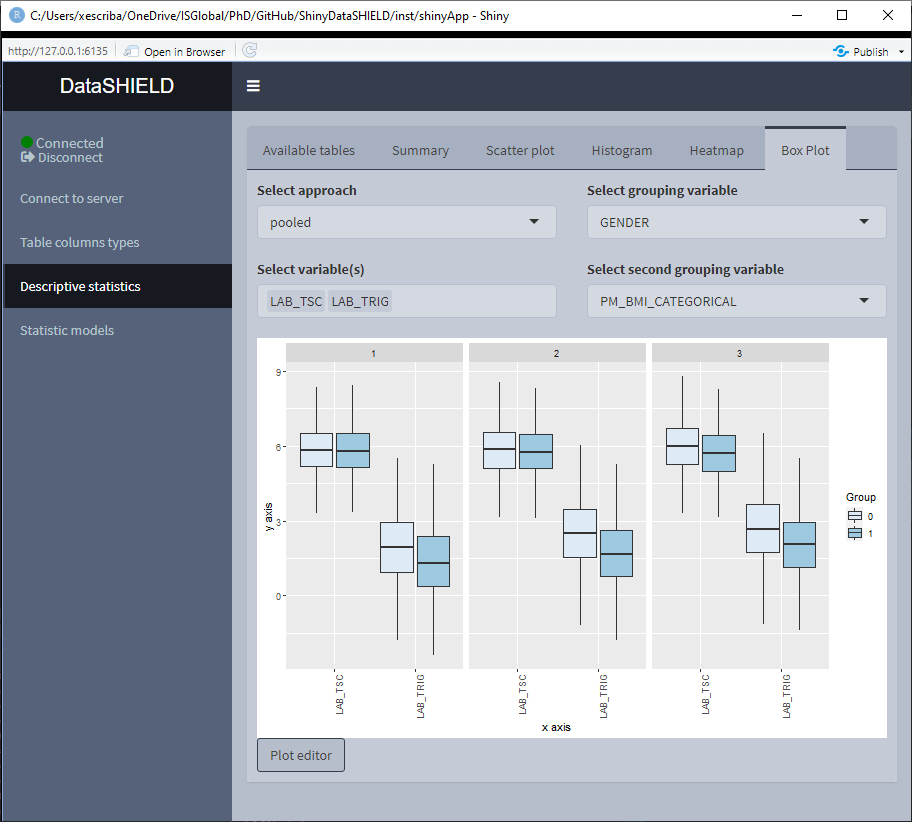 C:/Users/xescriba/OneDrive/ISGlobal/PhD/GitHub/ShinyDataSHIELD/inst/shinyApp - Shiny
http://127.0.0.1:6135 Open in Browser Publish
DataSHIELD
Connected
Disconnect
Connect to server
Table columns types
Descriptive statistics
Statistic models
Available tables Summary Scatter plot Histogram Heatmap Box Plot
Select approach Select grouping variable
pooled GENDER
Select variable(s) Select second grouping variable
LAB_TSC LAB_TRIG PM_BMI_CATEGORICAL
1 2 3
9
6
3
0
y axis
Group
0
1
LAB_TSC LAB_TRIG LAB_TSC LAB_TRIG LAB_TSC LAB_TRIG
x axis
Plot editor